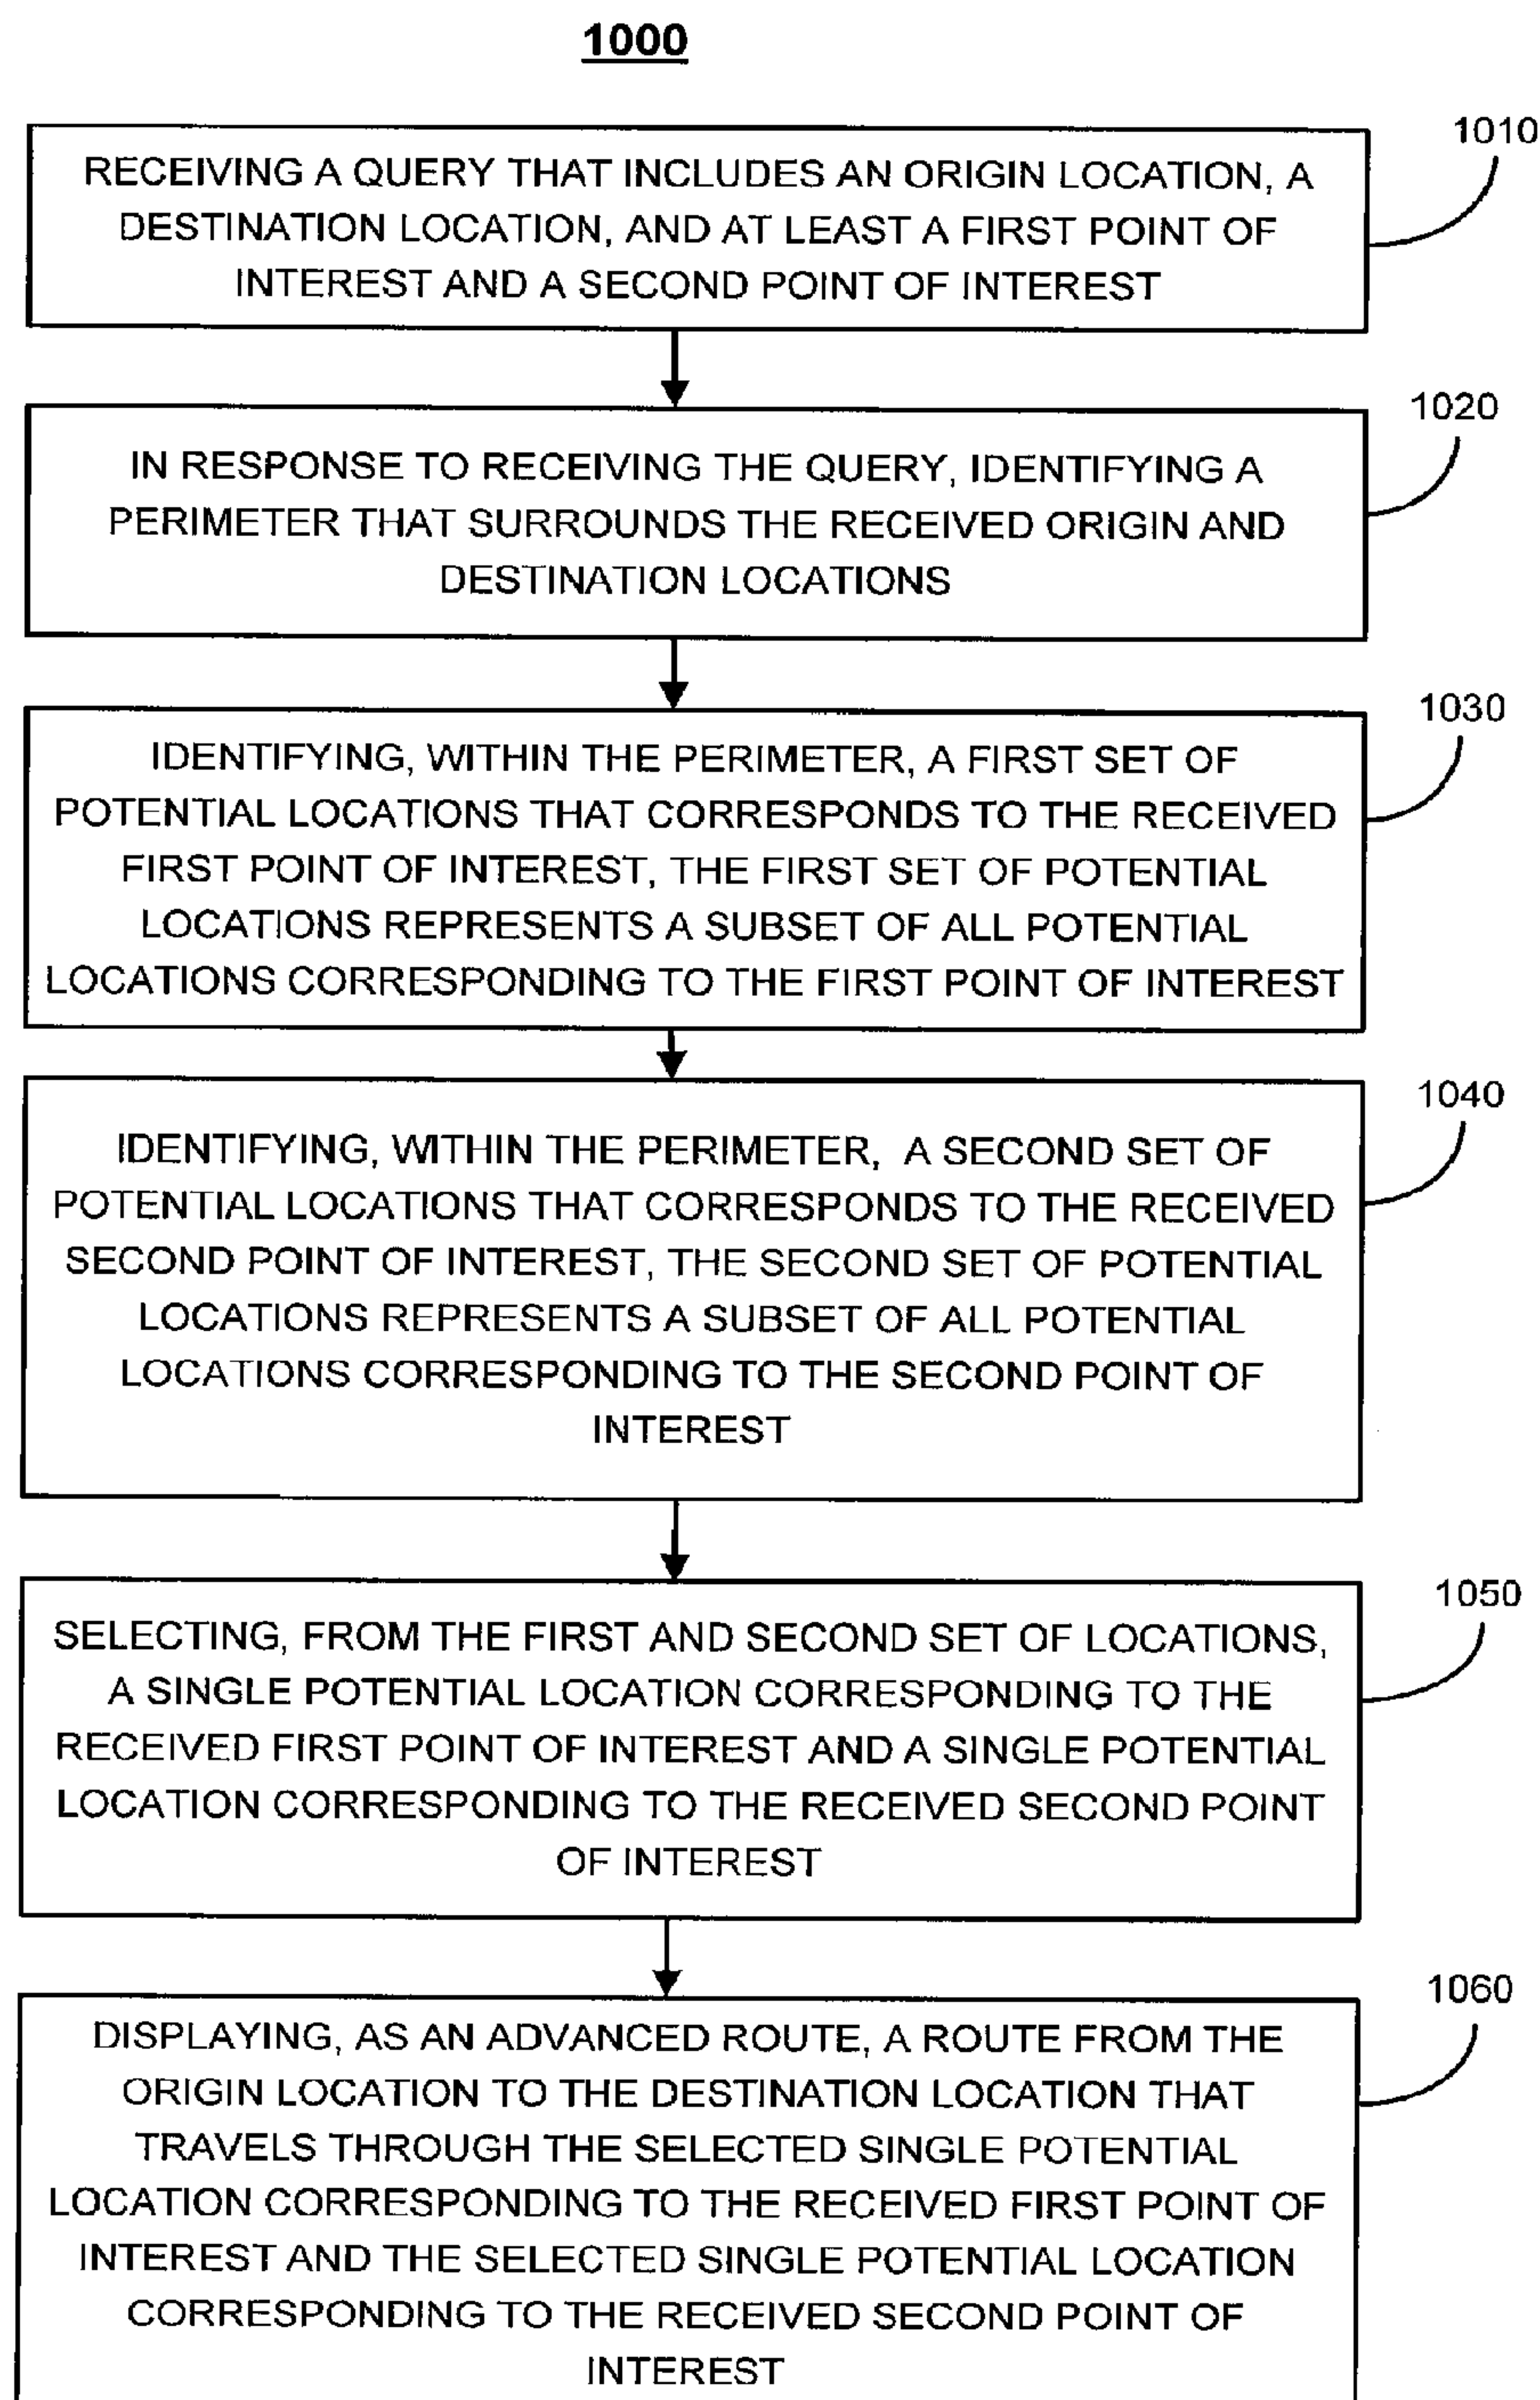 1000
1010
RECEIVING A QUERY THAT INCLUDES AN ORIGIN LOCATION, A
DESTINATION LOCATION, AND AT LEAST A FIRST POINT OF
INTEREST AND A SECOND POINT OF INTEREST
1020
IN RESPONSE TO RECEIVING THE QUERY, IDENTIFYING A
PERIMETER THAT SURROUNDS THE RECEIVED ORIGIN AND
DESTINATION LOCATIONS
1030
IDENTIFYING, WITHIN THE PERIMETER, A FIRST SET OF
POTENTIAL LOCATIONS THAT CORRESPONDS TO THE RECEIVED
FIRST POINT OF INTEREST, THE FIRST SET OF POTENTIAL
LOCATIONS REPRESENTS A SUBSET OF ALL POTENTIAL
LOCATIONS CORRESPONDING TO THE FIRST POINT OF INTEREST
1040
IDENTIFYING, WITHIN THE PERIMETER, A SECOND SET OF
POTENTIAL LOCATIONS THAT CORRESPONDS TO THE RECEIVED
SECOND POINT OF INTEREST, THE SECOND SET OF POTENTIAL
LOCATIONS REPRESENTS A SUBSET OF ALL POTENTIAL
LOCATIONS CORRESPONDING TO THE SECOND POINT OF
INTEREST
1050
SELECTING, FROM THE FIRST AND SECOND SET OF LOCATIONS,
A SINGLE POTENTIAL LOCATION CORRESPONDING TO THE
RECEIVED FIRST POINT OF INTEREST AND A SINGLE POTENTIAL
LOCATION CORRESPONDING TO THE RECEIVED SECOND POINT
OF INTEREST
1060
DISPLAYING, AS AN ADVANCED ROUTE, A ROUTE FROM THE
ORIGIN LOCATION TO THE DESTINATION LOCATION THAT
TRAVELS THROUGH THE SELECTED SINGLE POTENTIAL
LOCATION CORRESPONDING TO THE RECEIVED FIRST POINT OF
INTEREST AND THE SELECTED SINGLE POTENTIAL LOCATION
CORRESPONDING TO THE RECEIVED SECOND POINT OF
INTEREST